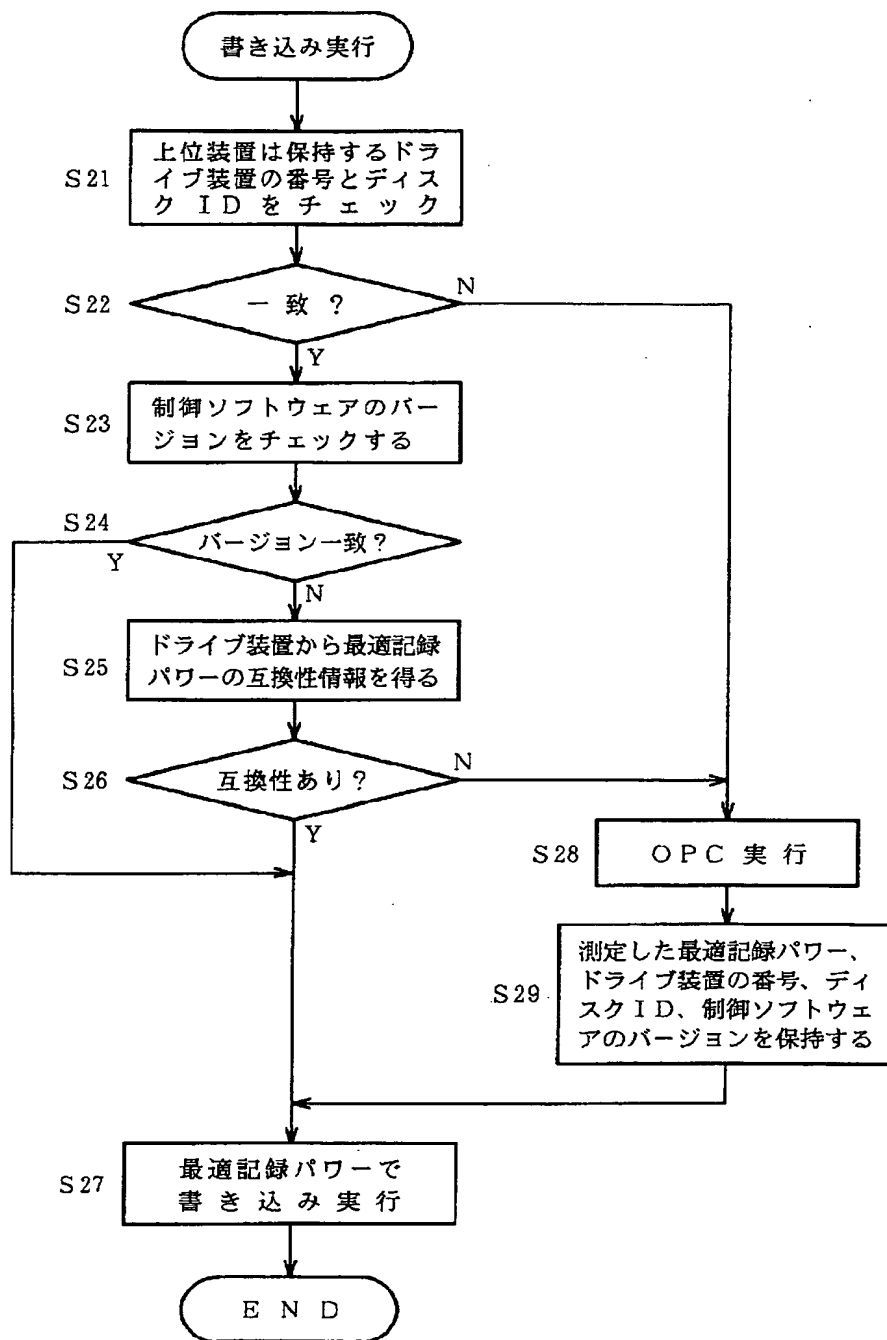 書き込み実行
S21
上位装置は保持するドラ
イブ装置の番号とディス
ク ID をチェック
S22
一致?
N
Y
S23
制御ソフトウェアのバー
ジョンをチェックする
S24
バージョン一致?
Y
N
S25
ドライブ装置から最適記録
パワーの互換性情報を得る
S26
互換性あり?
N
Y
S28
OPC 実行
S29
測定した最適記録パワー、
ドライブ装置の番号、ディ
スクID、制御ソフトウェ
アのバージョンを保持する
S27
最適記録パワーで
書き込み実行
END